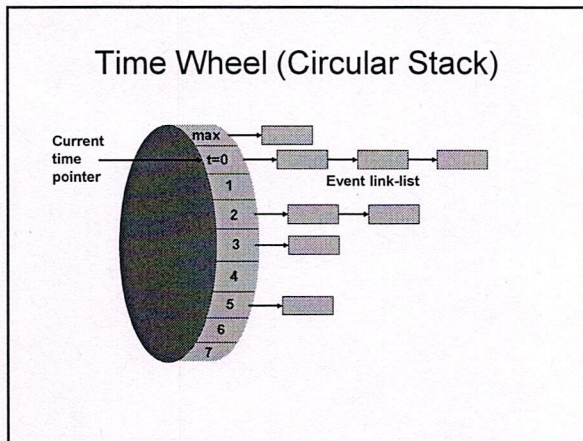 Time Wheel (Circular Stack)
Current
time
pointer
max
t=0
1
Event link-list
2
3
4
5
6
7